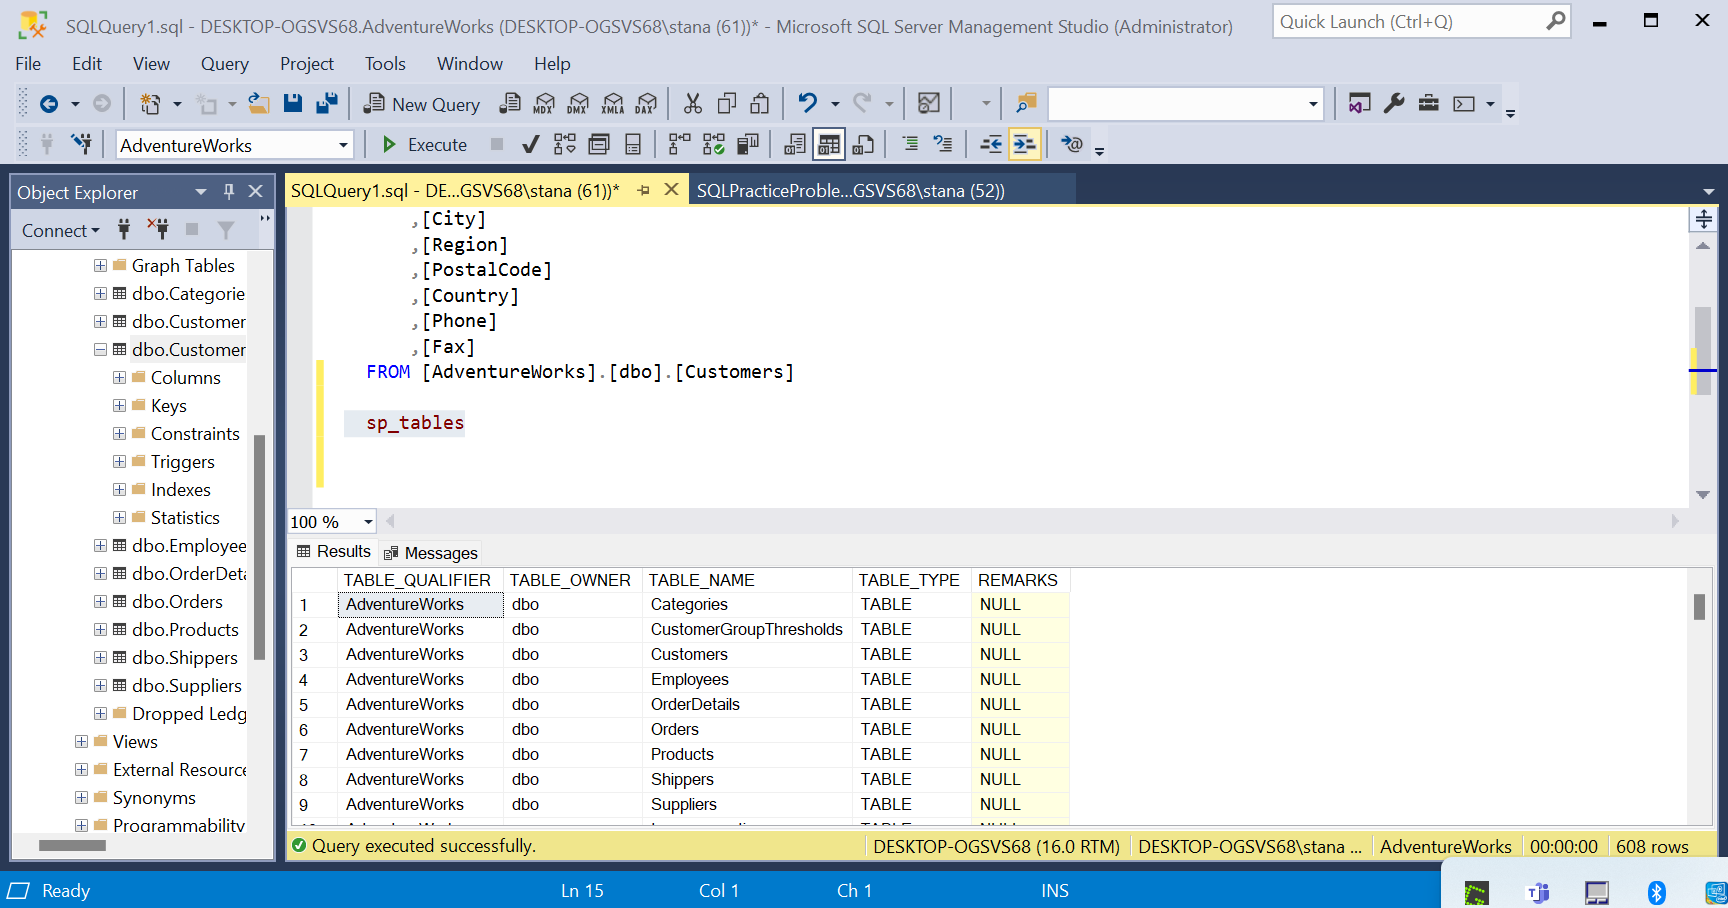 SQLQuery1.sql - DESKTOP-OGSVS68.AdventureWorks (DESKTOP-OGSVS68\stana (61))* - Microsoft SQL Server Management Studio (Administrator)
Quick Launch (Ctrl+Q)
File Edit View Query Project Tools Window Help
New Query MDX DMX XMLA DAX
AdventureWorks Execute
Object Explorer
SQLQuery1.sql - DE...GSVS68\stana (61))* SQLPracticeProble...GSVS68\stana (52))
Connect
Graph Tables
dbo.Categorie
dbo.Customer
dbo.Customer
Columns
Keys
Constraints
Triggers
Indexes
Statistics
dbo.Employee
dbo.OrderDeta
dbo.Orders
dbo.Products
dbo.Shippers
dbo.Suppliers
Dropped Ledg
Views
External Resource
Synonyms
Programmability
,[City]
,[Region]
,[PostalCode]
,[Country]
,[Phone]
,[Fax]
FROM [AdventureWorks].[dbo].[Customers]
sp_tables
100 %
Results Messages
TABLE_QUALIFIER TABLE_OWNER TABLE_NAME TABLE_TYPE REMARKS
1 AdventureWorks dbo Categories TABLE NULL
2 AdventureWorks dbo CustomerGroupThresholds TABLE NULL
3 AdventureWorks dbo Customers TABLE NULL
4 AdventureWorks dbo Employees TABLE NULL
5 AdventureWorks dbo OrderDetails TABLE NULL
6 AdventureWorks dbo Orders TABLE NULL
7 AdventureWorks dbo Products TABLE NULL
8 AdventureWorks dbo Shippers TABLE NULL
9 AdventureWorks dbo Suppliers TABLE NULL
Query executed successfully. DESKTOP-OGSVS68 (16.0 RTM) DESKTOP-OGSVS68\stana ... AdventureWorks 00:00:00 608 rows
Ready Ln 15 Col 1 Ch 1 INS